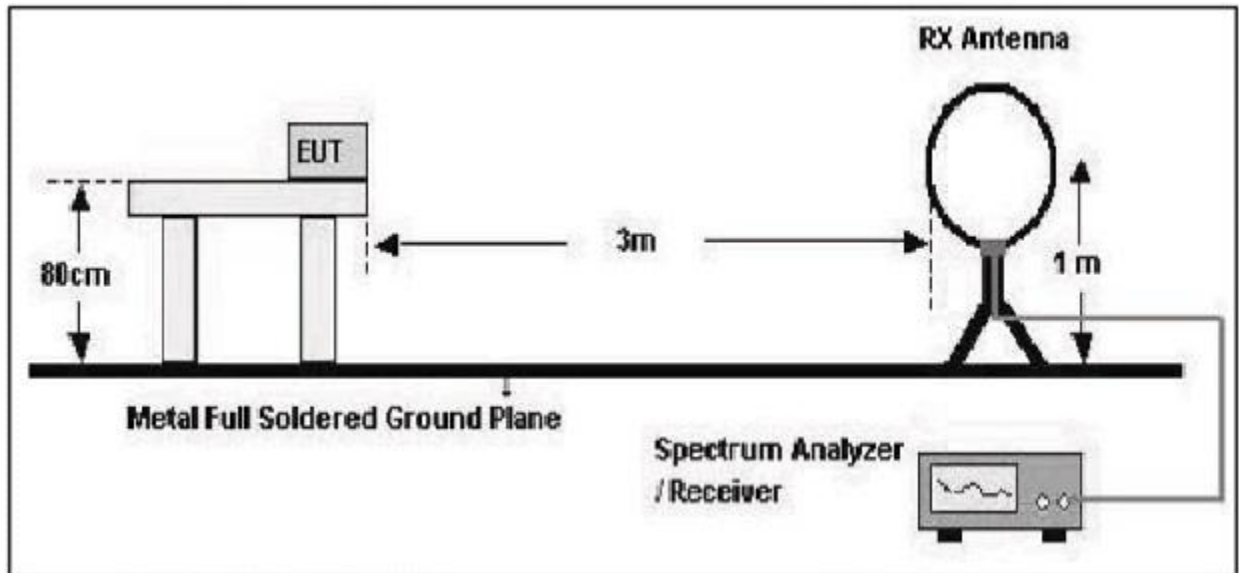 RX Antenna
EUT
3m
80cm
1 m
Metal Full Soldered Ground Plane
Spectrum Analyzer
/ Receiver